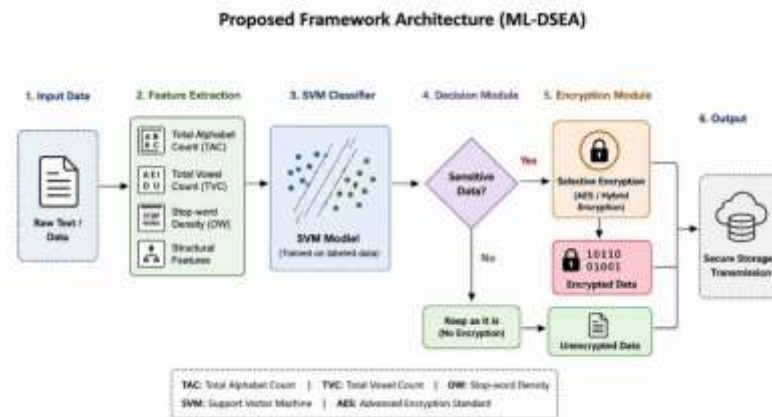 Proposed Framework Architecture (ML-DSEA)
1. Input Data
2. Feature Extraction
3. SVM Classifier
4. Decision Module
5. Encryption Module
6. Output
Raw Text /
Data
Total Alphabet
Count (TAC)
A E I
O U
Total Vowel
Count (TVC)
Stop-word
Density (OW)
Structural
Features
SVM Model
(Trained on labeled data)
Sensitive
Data?
Yes
No
Selective Encryption
(AES / Hybrid
Encryption)
10110
01001
Encrypted Data
Keep as it is
(No Encryption)
Unencrypted Data
Secure Storage /
Transmission
TAC: Total Alphabet Count | TVC: Total Vowel Count | OW: Stop-word Density
SVM: Support Vector Machine | AES: Advanced Encryption Standard